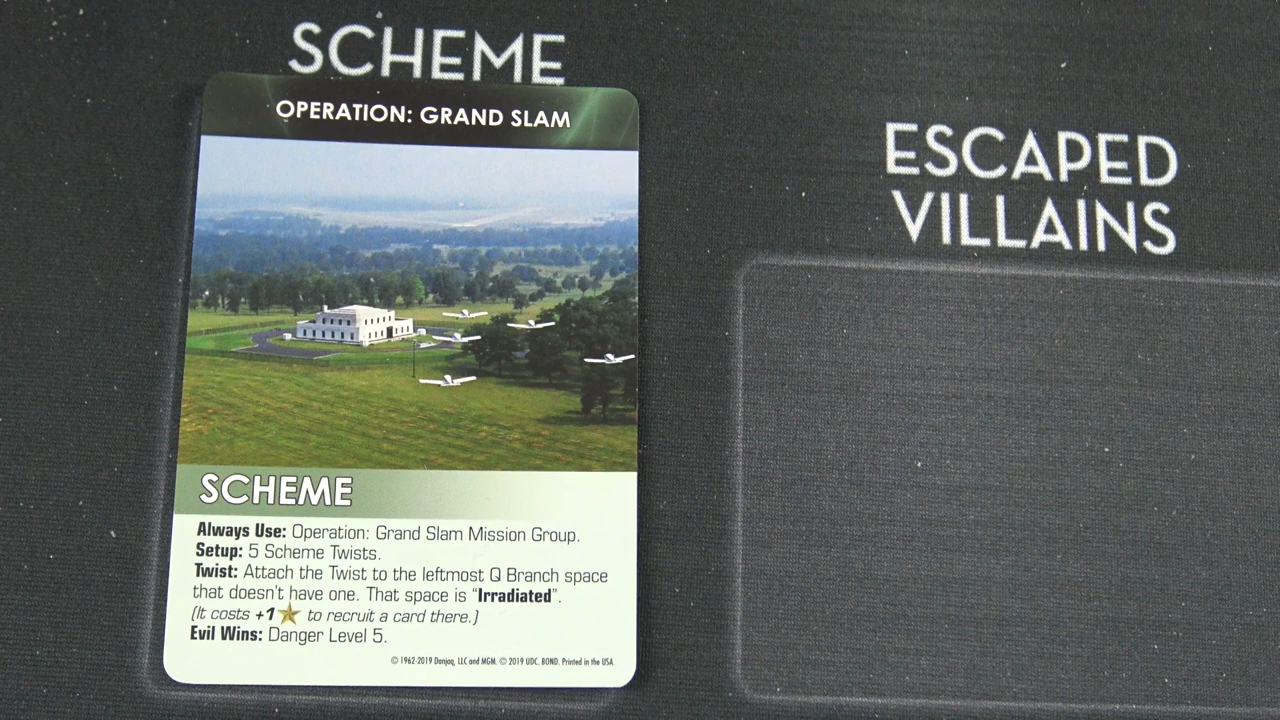 SCHEME
OPERATION: GRAND SLAM
ESCAPED
VILLAINS
SCHEME
Always Use: Operation: Grand Slam Mission Group.
Setup: 5 Scheme Twists.
Twist: Attach the Twist to the leftmost Q Branch space
that doesn't have one. That space is "Irradiated".
(It costs +1 to recruit a card there.)
Evil Wins: Danger Level 5.
© 1962-2019 Danjaq, LLC and MGM. © 2019 UDC. BOND. Printed in the USA.